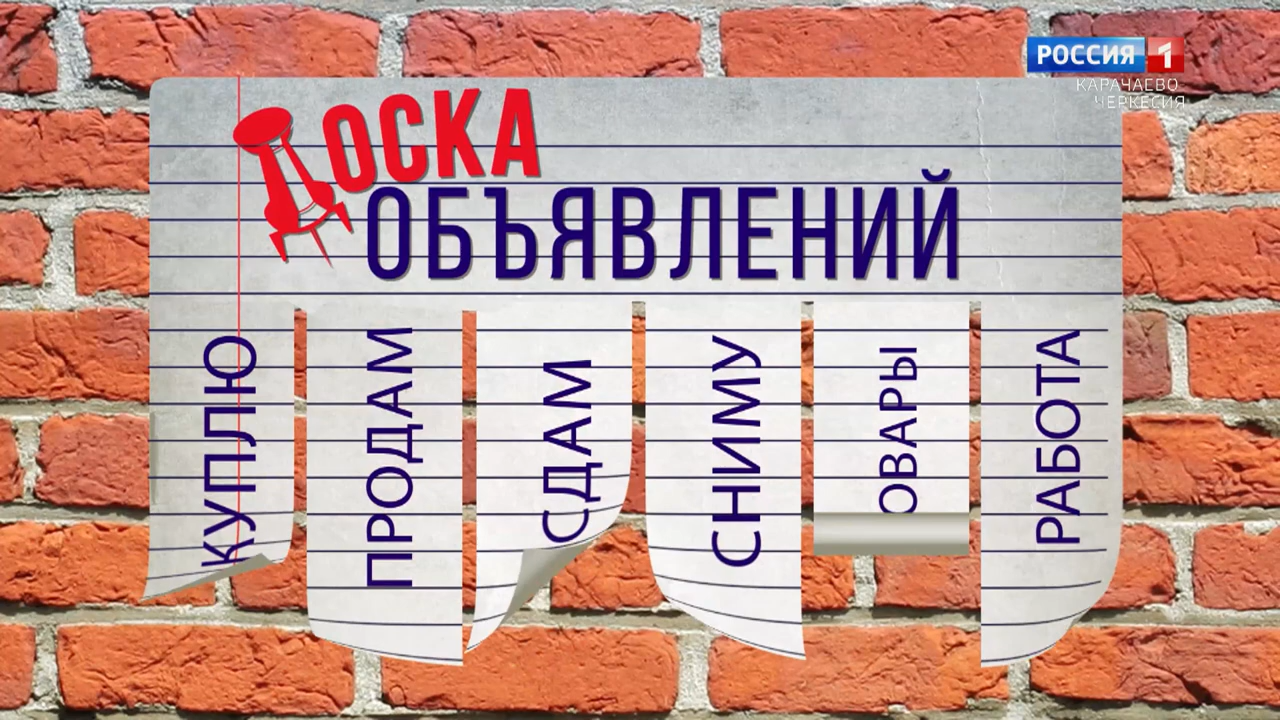 РОССИЯ 1
КАРАЧАЕВО
ЧЕРКЕСИЯ
ДОСКА
ОБЪЯВЛЕНИЙ
КУПЛЮ
ПРОДАМ
СДАМ
СНИМУ
ОВАРЫ
РАБОТА